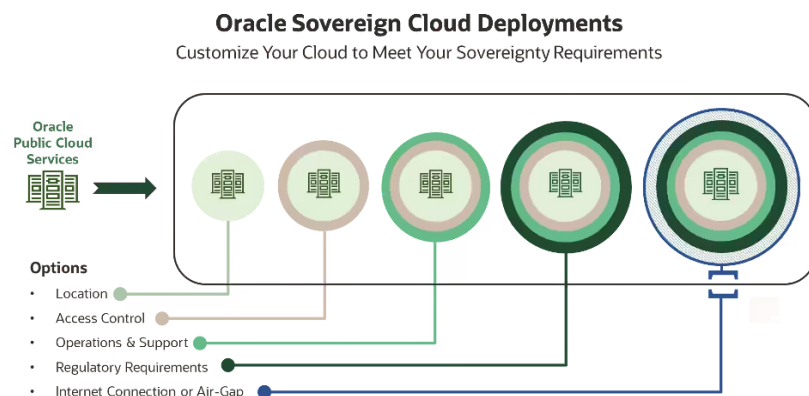 Oracle Sovereign Cloud Deployments
Customize Your Cloud to Meet Your Sovereignty Requirements
Oracle
Public Cloud
Services
Options
• Location
• Access Control
• Operations & Support
• Regulatory Requirements
• Internet Connection or Air-Gap